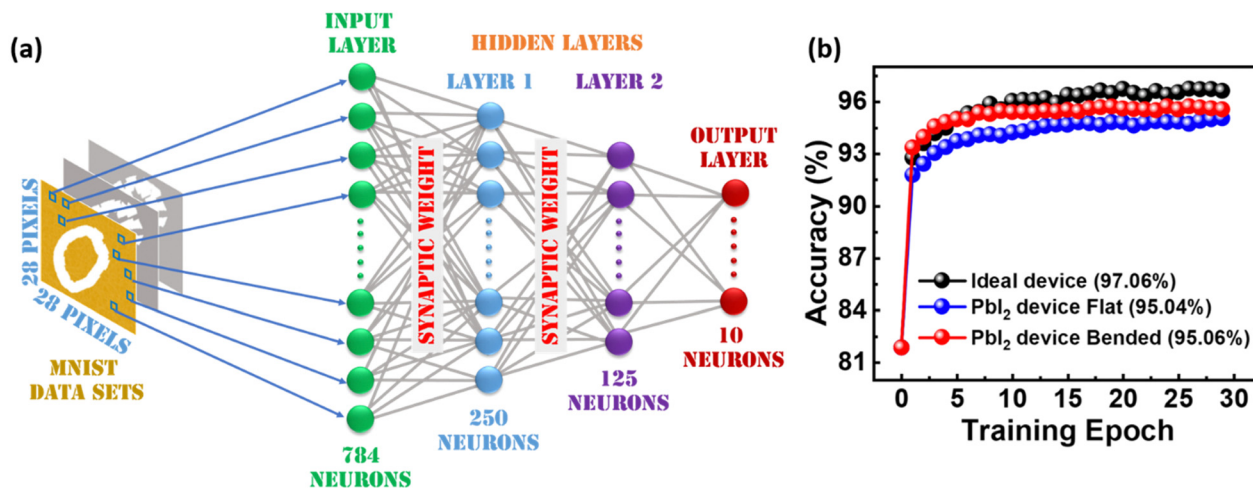 (a)
INPUT
LAYER
HIDDEN LAYERS
LAYER 1
LAYER 2
OUTPUT
LAYER
SYNAPTIC WEIGHT
SYNAPTIC WEIGHT
28 PIXELS
28 PIXELS
MNIST
DATA SETS
784
NEURONS
250
NEURONS
125
NEURONS
10
NEURONS
(b)
Accuracy (%)
96
93
90
87
84
81
Ideal device (97.06%)
PbI₂ device Flat (95.04%)
PbI₂ device Bended (95.06%)
0 5 10 15 20 25 30
Training Epoch